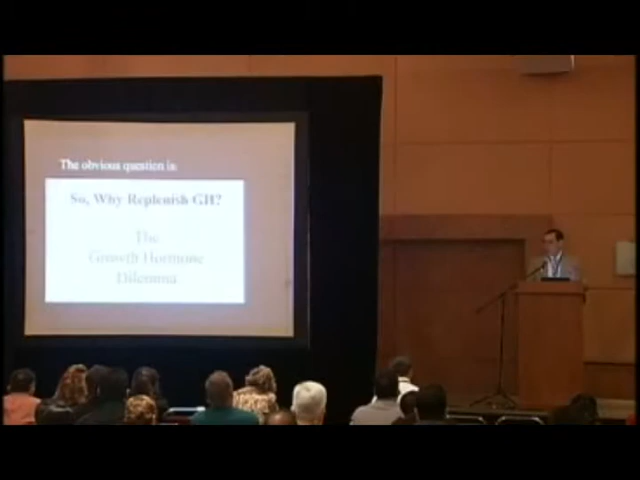 The obvious question is:
So, Why Replenish GH?
The
Growth Hormone
Dilemma